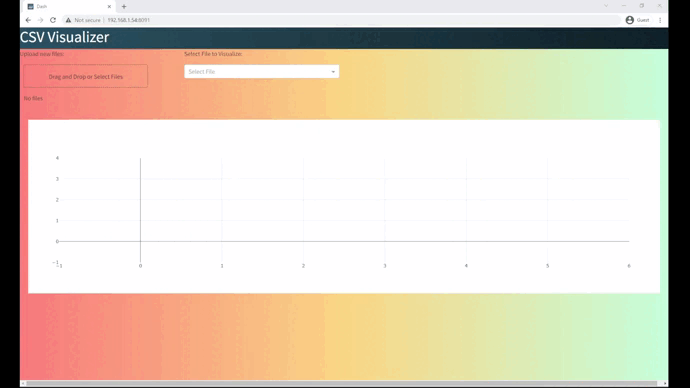 Dash
Not secure | 192.168.1.54:8091
Guest
CSV Visualizer
Upload new files:
Select File to Visualize:
Drag and Drop or Select Files
Select File
No files
4
3
2
1
0
−1
−1 0 1 2 3 4 5 6